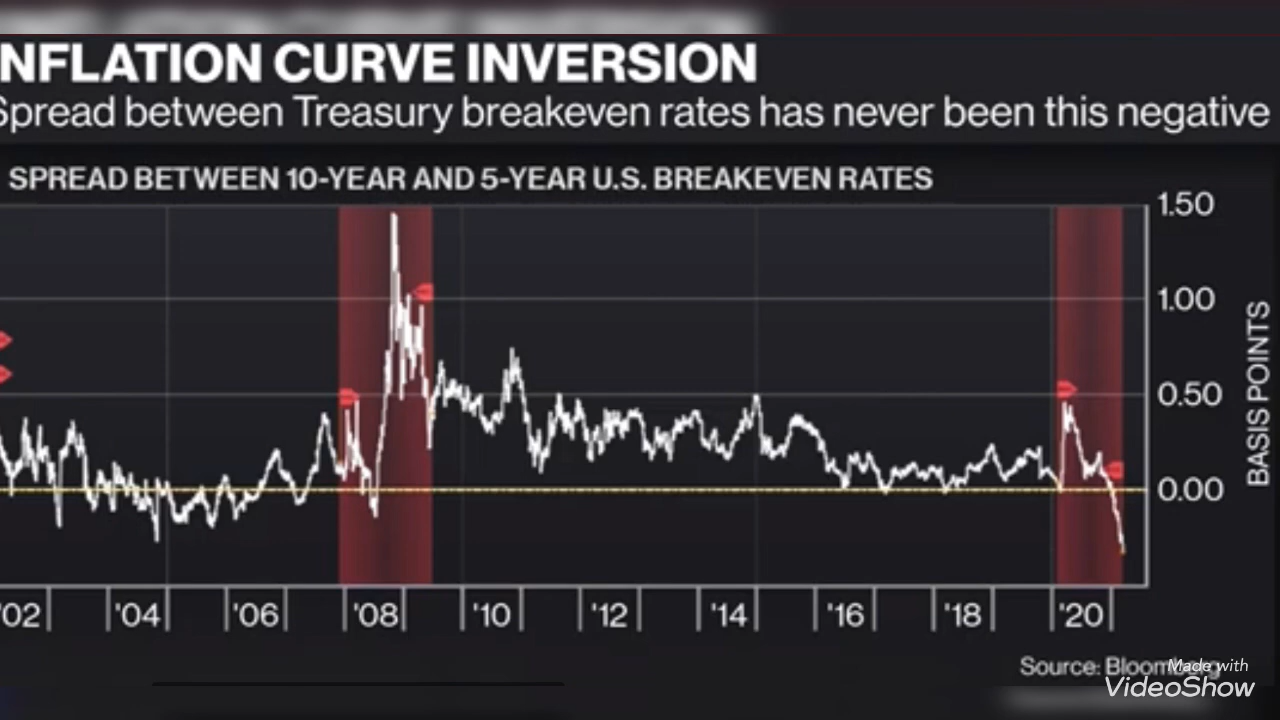 NFLATION CURVE INVERSION
Spread between Treasury breakeven rates has never been this negative
SPREAD BETWEEN 10-YEAR AND 5-YEAR U.S. BREAKEVEN RATES
1.50
1.00
0.50
0.00
BASIS POINTS
'02 '04 '06 '08 '10 '12 '14 '16 '18 '20
Source: Bloomberg
Made with
VideoShow